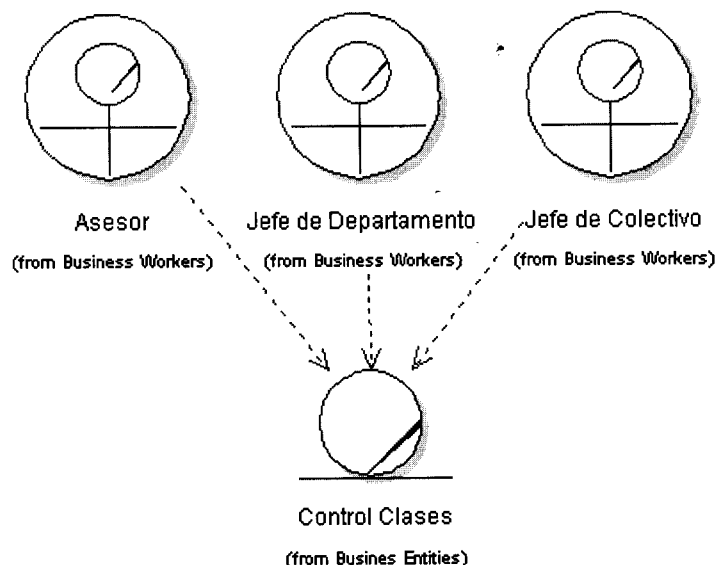 Asesor
(from Business Workers)
Jefe de Departamento
(from Business Workers)
Jefe de Colectivo
(from Business Workers)
Control Clases
(from Busines Entities)